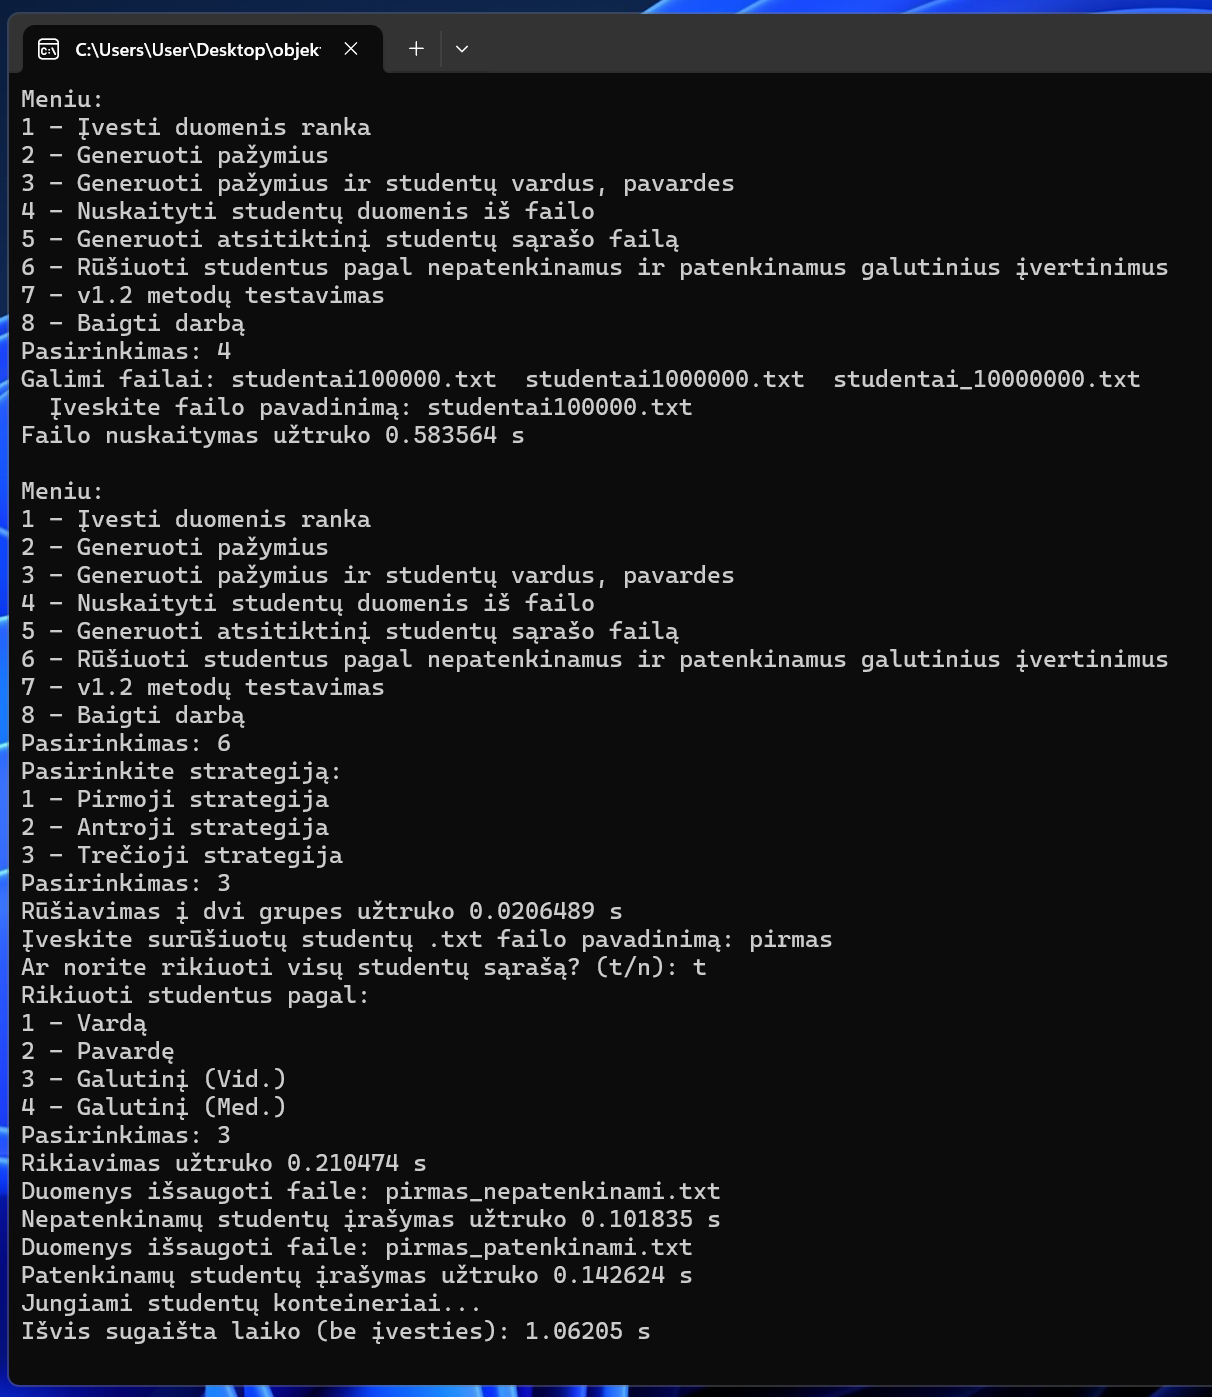 C:\Users\User\Desktop\objek
Meniu:
1 - Įvesti duomenis ranka
2 - Generuoti pažymius
3 - Generuoti pažymius ir studentų vardus, pavardes
4 - Nuskaityti studentų duomenis iš failo
5 - Generuoti atsitiktinį studentų sąrašo failą
6 - Rūšiuoti studentus pagal nepatenkinamus ir patenkinamus galutinius įvertinimus
7 - v1.2 metodų testavimas
8 - Baigti darbą
Pasirinkimas: 4
Galimi failai: studentai100000.txt  studentai1000000.txt  studentai_10000000.txt
  Įveskite failo pavadinimą: studentai100000.txt
Failo nuskaitymas užtruko 0.583564 s
Meniu:
1 - Įvesti duomenis ranka
2 - Generuoti pažymius
3 - Generuoti pažymius ir studentų vardus, pavardes
4 - Nuskaityti studentų duomenis iš failo
5 - Generuoti atsitiktinį studentų sąrašo failą
6 - Rūšiuoti studentus pagal nepatenkinamus ir patenkinamus galutinius įvertinimus
7 - v1.2 metodų testavimas
8 - Baigti darbą
Pasirinkimas: 6
Pasirinkite strategiją:
1 - Pirmoji strategija
2 - Antroji strategija
3 - Trečioji strategija
Pasirinkimas: 3
Rūšiavimas į dvi grupes užtruko 0.0206489 s
Įveskite surūšiuotų studentų .txt failo pavadinimą: pirmas
Ar norite rikiuoti visų studentų sąrašą? (t/n): t
Rikiuoti studentus pagal:
1 - Vardą
2 - Pavardę
3 - Galutinį (Vid.)
4 - Galutinį (Med.)
Pasirinkimas: 3
Rikiavimas užtruko 0.210474 s
Duomenys išsaugoti faile: pirmas_nepatenkinami.txt
Nepatenkinamų studentų įrašymas užtruko 0.101835 s
Duomenys išsaugoti faile: pirmas_patenkinami.txt
Patenkinamų studentų įrašymas užtruko 0.142624 s
Jungiami studentų konteineriai...
Išvis sugaišta laiko (be įvesties): 1.06205 s